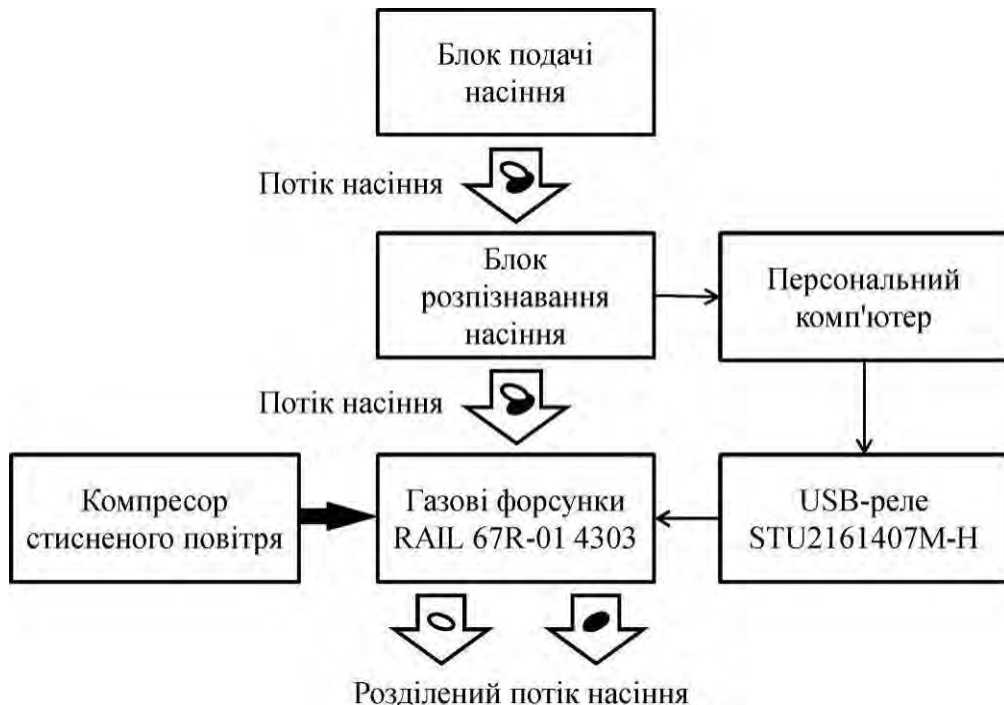 Блок подачі
насіння
Потік насіння
Блок
розпізнавання
насіння
Персональний
комп'ютер
Потік насіння
Компресор
стисненого повітря
Газові форсунки
RAIL 67R-01 4303
USB-реле
STU2161407M-H
Розділений потік насіння